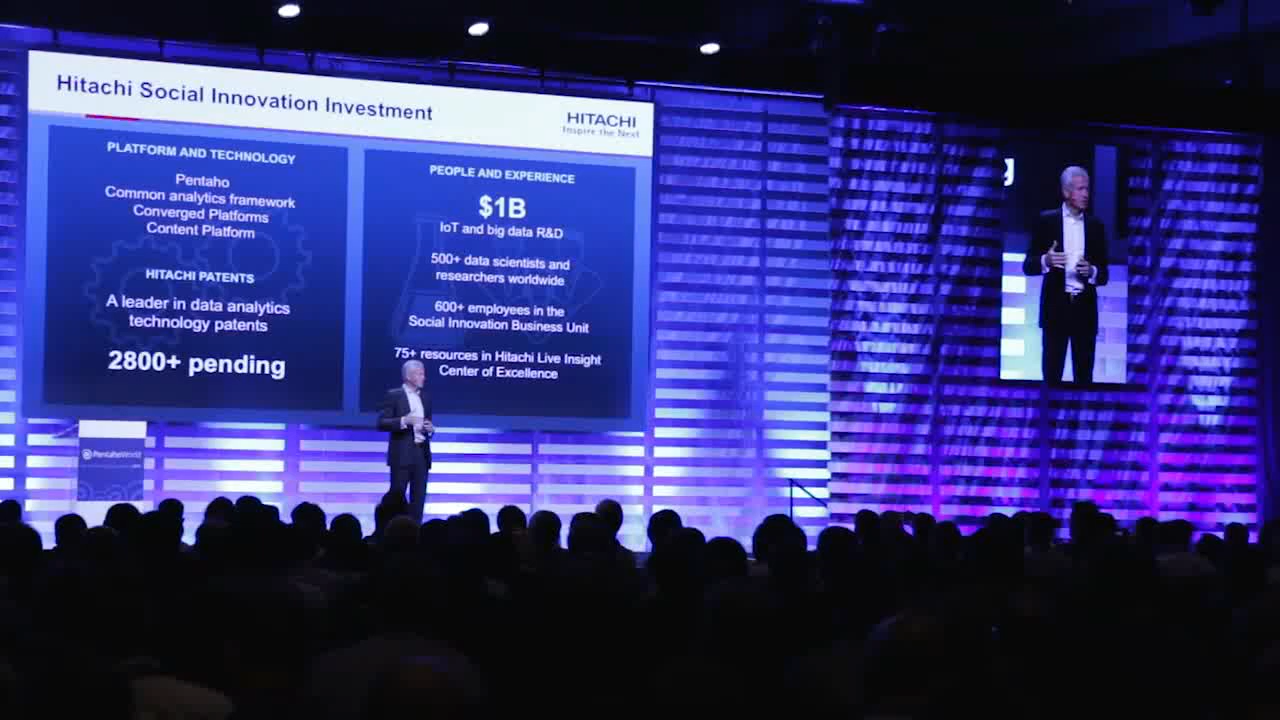 Hitachi Social Innovation Investment
HITACHI
Inspire the Next
PLATFORM AND TECHNOLOGY
Pentaho
Common analytics framework
Converged Platforms
Content Platform
HITACHI PATENTS
A leader in data analytics
technology patents
2800+ pending
PEOPLE AND EXPERIENCE
$1B
IoT and big data R&D
500+ data scientists and
researchers worldwide
600+ employees in the
Social Innovation Business Unit
75+ resources in Hitachi Live Insight
Center of Excellence
PentahoWorld
g